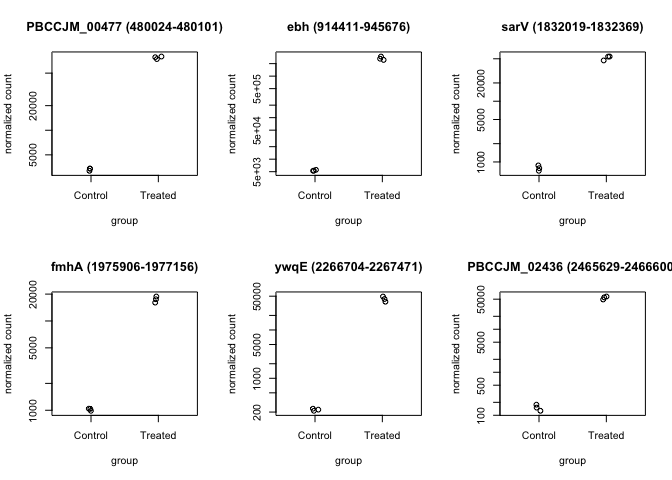 PBCCJM_00477 (480024-480101)
normalized count
20000
5000
Control
Treated
group
ebh (914411-945676)
normalized count
5e+05
5e+04
5e+03
Control
Treated
group
sarV (1832019-1832369)
normalized count
20000
5000
1000
Control
Treated
group
fmhA (1975906-1977156)
normalized count
20000
5000
1000
Control
Treated
group
ywqE (2266704-2267471)
normalized count
50000
5000
1000
200
Control
Treated
group
PBCCJM_02436 (2465629-2466600
normalized count
50000
5000
500
100
Control
Treated
group